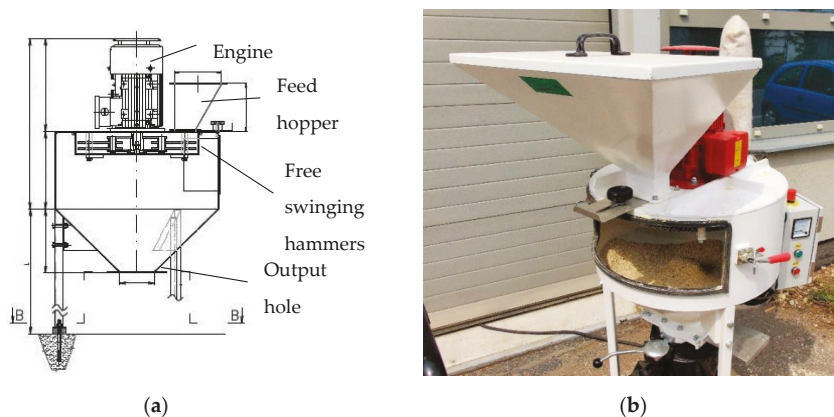 Engine
Feed
hopper
Free
swinging
hammers
Output
hole
L
B
B
(a)
(b)